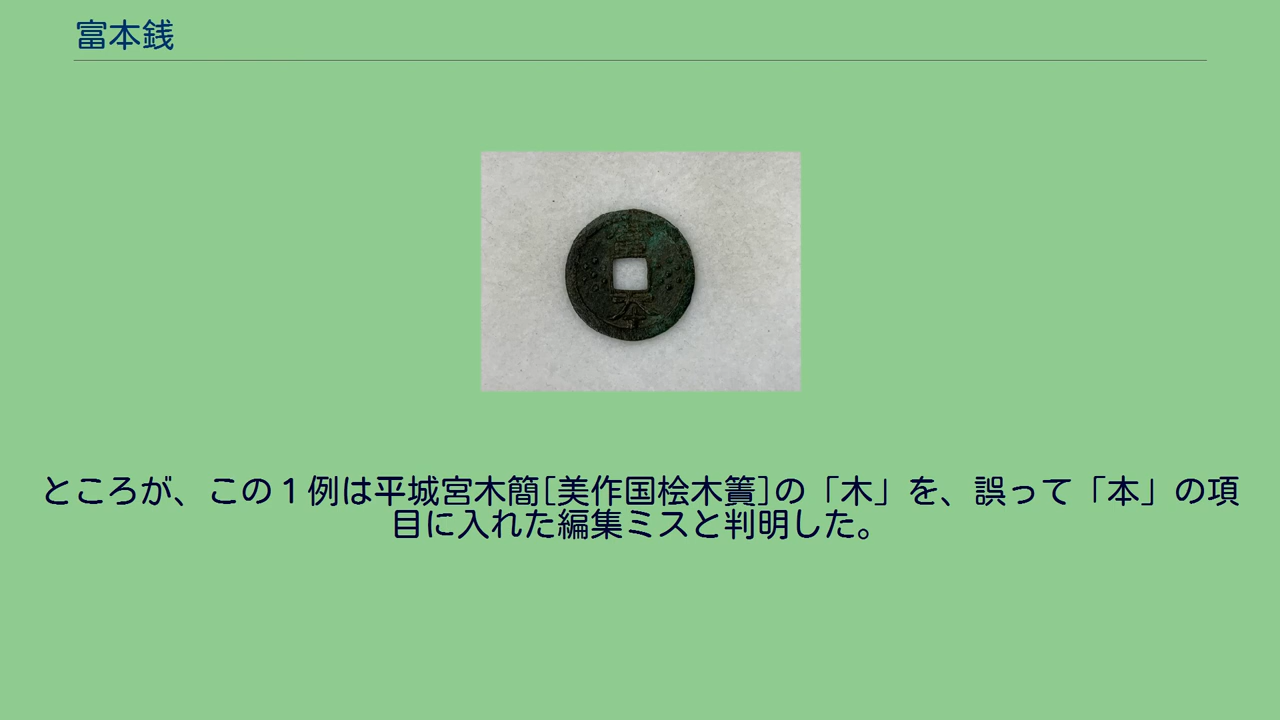 富本銭
富
本
ところが、この１例は平城宮木簡[美作国桧木簀]の「木」を、誤って「本」の項
目に入れた編集ミスと判明した。